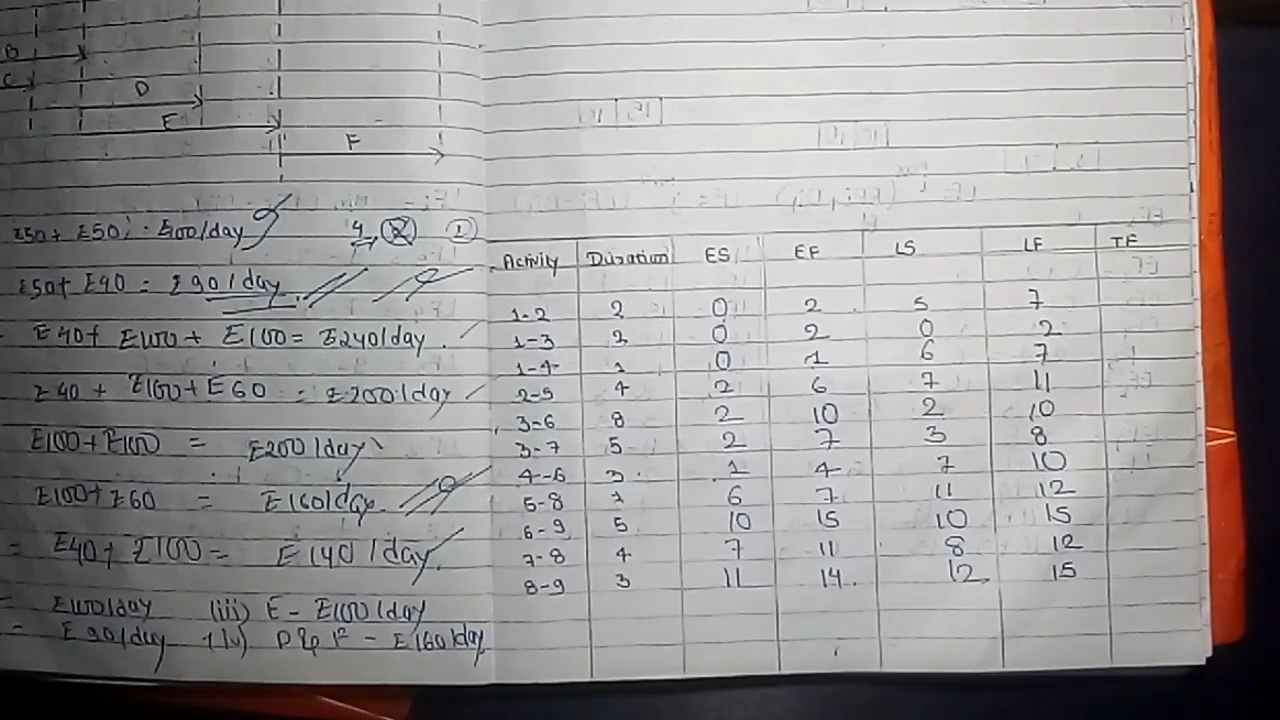 B
C
D
E
F
50 + ₤50 = ₤100/day
4 2 1
₤50 + ₤40 = ₤90/day
₤40 + ₤100 + ₤100 = ₤240/day
₤40 + ₤100 + ₤60 = ₤200/day
₤100 + ₤100 = ₤200/day
₤100 + ₤60 = ₤160/day
= ₤40 + ₤100 = ₤140/day
= ₤100/day (iii) E - ₤100/day
= ₤90/day (iv) D & F - ₤160/day
Activity Duration ES EF LS LF TF
1-2 2 0 2 5 7
1-3 2 0 2 0 2
1-4 1 0 1 6 7
2-5 4 2 6 7 11
3-6 8 2 10 2 10
3-7 5 2 7 3 8
4-6 3 1 4 7 10
5-8 1 6 7 11 12
6-9 5 10 15 10 15
7-8 4 7 11 8 12
8-9 3 11 14 12 15